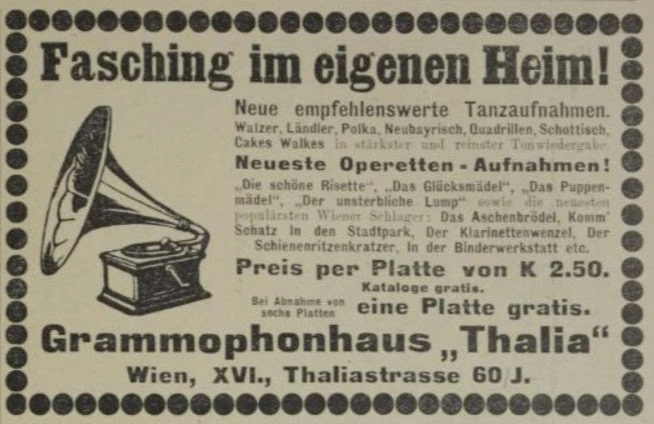 Fasching im eigenen Heim!
Neue empfehlenswerte Tanzaufnahmen.
Walzer, Ländler, Polka, Neubayrisch, Quadrillen, Schottisch,
Cakes Walkes in stärkster und reinster Tonwiedergabe.
Neueste Operetten-Aufnahmen!
„Die schöne Risette“, „Das Glücksmädel“, „Das Puppen-
mädel“, „Der unsterbliche Lump“ sowie die neuesten
populärsten Wiener Schlager: Das Aschenbrödel, Komm'
Schatz in den Stadtpark, Der Klarinettenwenzel, Der
Schienenritzenkratzer, In der Binderwerkstatt etc.
Preis per Platte von K 2.50.
Kataloge gratis.
Bei Abnahme von
sechs Platten eine Platte gratis.
Grammophonhaus „Thalia“
Wien, XVI., Thaliastrasse 60/J.